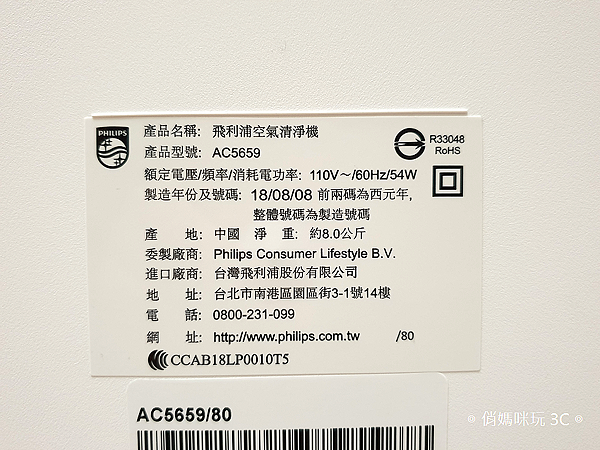 PHILIPS
產品名稱: 飛利浦空氣清淨機
產品型號: AC5659
額定電壓/頻率/消耗電功率: 110V～/60Hz/54W
製造年份及號碼: 18/08/08 前兩碼為西元年,
整體號碼為製造號碼
產 地: 中國 淨 重: 約8.0公斤
委製廠商: Philips Consumer Lifestyle B.V.
進口廠商: 台灣飛利浦股份有限公司
地 址: 台北市南港區園區街3-1號14樓
電 話: 0800-231-099
網 址: http://www.philips.com.tw /80
CCAB18LP0010T5
R33048
RoHS
AC5659/80
俏媽咪玩 3C